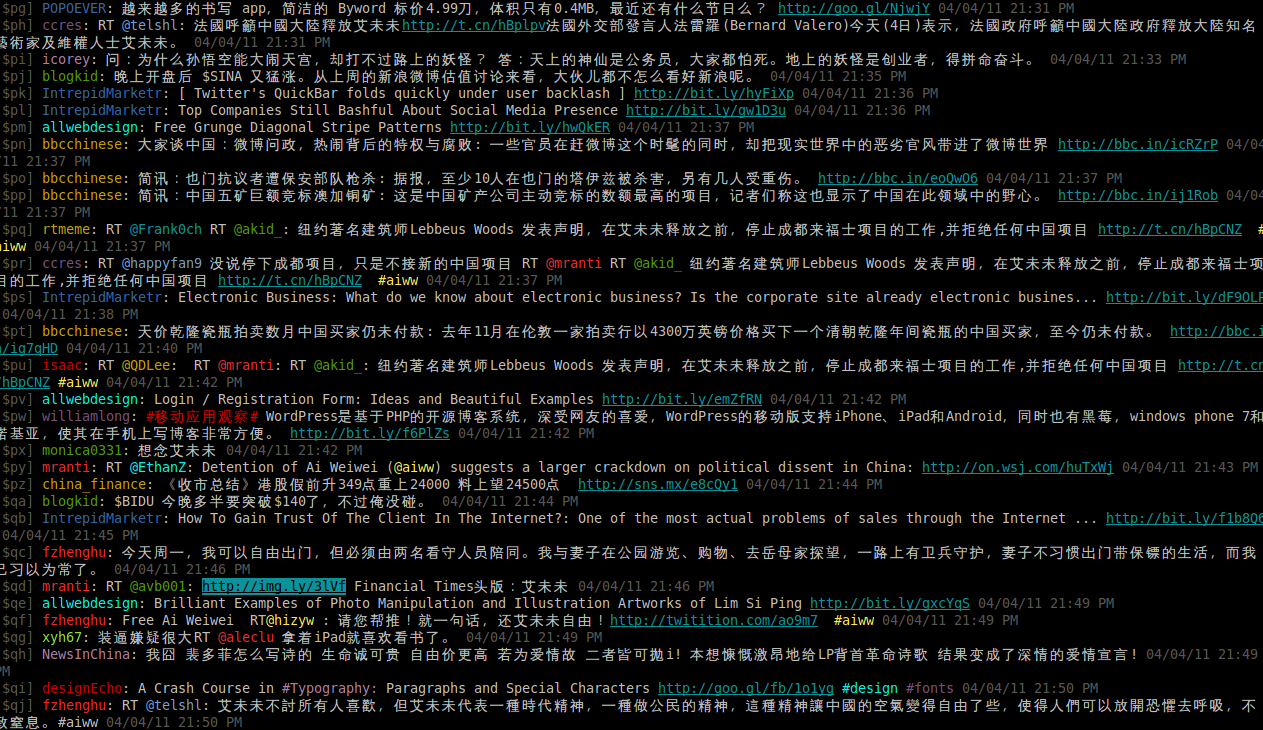 $pg] POPOEVER: 越来越多的书写 app, 简洁的 Byword 标价4.99刀, 体积只有0.4MB, 最近还有什么节日么? http://goo.gl/NjwjY 04/04/11 21:31 PM
$ph] ccres: RT @telshl: 法國呼籲中國大陸釋放艾未未http://t.cn/hBplpv法國外交部發言人法雷羅(Bernard Valero)今天(4日)表示, 法國政府呼籲中國大陸政府釋放大陸知名
藝術家及維權人士艾未未。 04/04/11 21:31 PM
$pi] icorey: 问：为什么孙悟空能大闹天宫, 却打不过路上的妖怪? 答：天上的神仙是公务员, 大家都怕死。地上的妖怪是创业者, 得拼命奋斗。 04/04/11 21:33 PM
$pj] blogkid: 晚上开盘后 $SINA 又猛涨。从上周的新浪微博估值讨论来看, 大伙儿都不怎么看好新浪呢。 04/04/11 21:35 PM
$pk] IntrepidMarketr: [ Twitter's QuickBar folds quickly under user backlash ] http://bit.ly/hyFiXp 04/04/11 21:36 PM
$pl] IntrepidMarketr: Top Companies Still Bashful About Social Media Presence http://bit.ly/gw1D3u 04/04/11 21:36 PM
$pm] allwebdesign: Free Grunge Diagonal Stripe Patterns http://bit.ly/hwQkER 04/04/11 21:37 PM
$pn] bbcchinese: 大家谈中国：微博问政, 热闹背后的特权与腐败: 一些官员在赶微博这个时髦的同时, 却把现实世界中的恶劣官风带进了微博世界 http://bbc.in/icRZrP 04/04
/11 21:37 PM
$po] bbcchinese: 简讯：也门抗议者遭保安部队枪杀: 据报, 至少10人在也门的塔伊兹被杀害, 另有几人受重伤。 http://bbc.in/eoQwO6 04/04/11 21:37 PM
$pp] bbcchinese: 简讯：中国五矿巨额竞标澳加铜矿: 这是中国矿产公司主动竞标的数额最高的项目, 记者们称这也显示了中国在此领域中的野心。 http://bbc.in/ij1Rob 04/04
/11 21:37 PM
$pq] rtmeme: RT @Frank0ch RT @akid_: 纽约著名建筑师Lebbeus Woods 发表声明, 在艾未未释放之前, 停止成都来福士项目的工作,并拒绝任何中国项目 http://t.cn/hBpCNZ #
aiww 04/04/11 21:37 PM
$pr] ccres: RT @happyfan9 没说停下成都项目, 只是不接新的中国项目 RT @mranti RT @akid_ 纽约著名建筑师Lebbeus Woods 发表声明, 在艾未未释放之前, 停止成都来福士项
目的工作,并拒绝任何中国项目 http://t.cn/hBpCNZ #aiww 04/04/11 21:37 PM
$ps] IntrepidMarketr: Electronic Business: What do we know about electronic business? Is the corporate site already electronic busines... http://bit.ly/dF9OLF
04/04/11 21:38 PM
$pt] bbcchinese: 天价乾隆瓷瓶拍卖数月中国买家仍未付款: 去年11月在伦敦一家拍卖行以4300万英镑价格买下一个清朝乾隆年间瓷瓶的中国买家, 至今仍未付款。 http://bbc.i
n/ig7qHD 04/04/11 21:40 PM
$pu] isaac: RT @QDLee: RT @mranti: RT @akid_: 纽约著名建筑师Lebbeus Woods 发表声明, 在艾未未释放之前, 停止成都来福士项目的工作,并拒绝任何中国项目 http://t.cn
/hBpCNZ #aiww 04/04/11 21:42 PM
$pv] allwebdesign: Login / Registration Form: Ideas and Beautiful Examples http://bit.ly/emZfRN 04/04/11 21:42 PM
$pw] williamlong: #移动应用观察# WordPress是基于PHP的开源博客系统, 深受网友的喜爱, WordPress的移动版支持iPhone、iPad和Android, 同时也有黑莓, windows phone 7和
诺基亚, 使其在手机上写博客非常方便。 http://bit.ly/f6PlZs 04/04/11 21:42 PM
$px] monica0331: 想念艾未未 04/04/11 21:42 PM
$py] mranti: RT @EthanZ: Detention of Ai Weiwei (@aiww) suggests a larger crackdown on political dissent in China: http://on.wsj.com/huTxWj 04/04/11 21:43 PM
$pz] china_finance: 《收市总结》港股假前升349点重上24000 料上望24500点 http://sns.mx/e8cQy1 04/04/11 21:44 PM
$qa] blogkid: $BIDU 今晚多半要突破$140了, 不过俺没碰。 04/04/11 21:44 PM
$qb] IntrepidMarketr: How To Gain Trust Of The Client In The Internet?: One of the most actual problems of sales through the Internet ... http://bit.ly/f1b8Q6
04/04/11 21:45 PM
$qc] fzhenghu: 今天周一, 我可以自由出门, 但必须由两名看守人员陪同。我与妻子在公园游览、购物、去岳母家探望, 一路上有卫兵守护, 妻子不习惯出门带保镖的生活, 而我
已习以为常了。 04/04/11 21:46 PM
$qd] mranti: RT @avb001: http://img.ly/3lVf Financial Times头版：艾未未 04/04/11 21:46 PM
$qe] allwebdesign: Brilliant Examples of Photo Manipulation and Illustration Artworks of Lim Si Ping http://bit.ly/gxcYqS 04/04/11 21:49 PM
$qf] fzhenghu: Free Ai Weiwei RT@hizyw：请您帮推！就一句话, 还艾未未自由！http://twitition.com/ao9m7 #aiww 04/04/11 21:49 PM
$qg] xyh67: 装逼嫌疑很大RT @aleclu 拿着iPad就喜欢看书了。 04/04/11 21:49 PM
$qh] NewsInChina: 我囧 裴多菲怎么写诗的 生命诚可贵 自由价更高 若为爱情故 二者皆可抛i! 本想慷慨激昂地给LP背首革命诗歌 结果变成了深情的爱情宣言! 04/04/11 21:49
PM
$qi] designEcho: A Crash Course in #Typography: Paragraphs and Special Characters http://goo.gl/fb/1o1yg #design #fonts 04/04/11 21:50 PM
$qj] fzhenghu: RT @telshl: 艾未未不討所有人喜歡, 但艾未未代表一種時代精神, 一種做公民的精神, 這種精神讓中國的空氣變得自由了些, 使得人們可以放開恐懼去呼吸, 不
致窒息。#aiww 04/04/11 21:50 PM